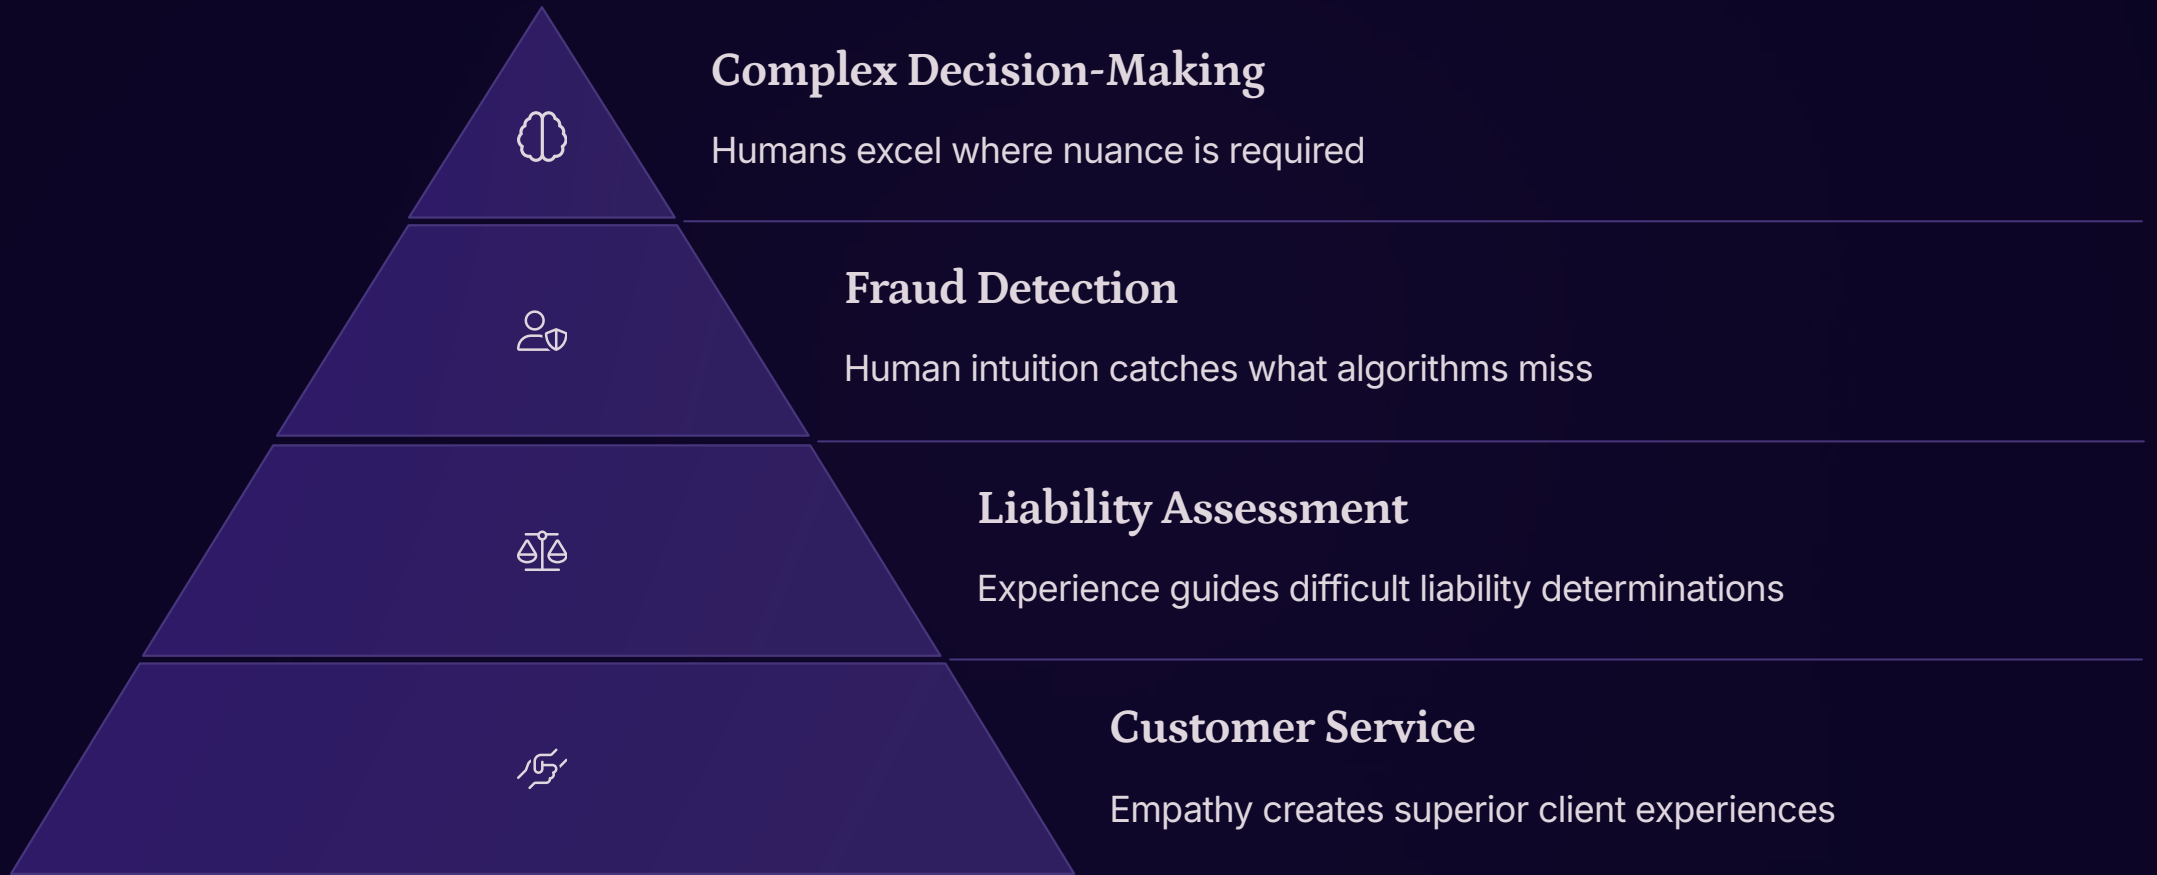 Complex Decision-Making
Humans excel where nuance is required
Fraud Detection
Human intuition catches what algorithms miss
Liability Assessment
Experience guides difficult liability determinations
Customer Service
Empathy creates superior client experiences